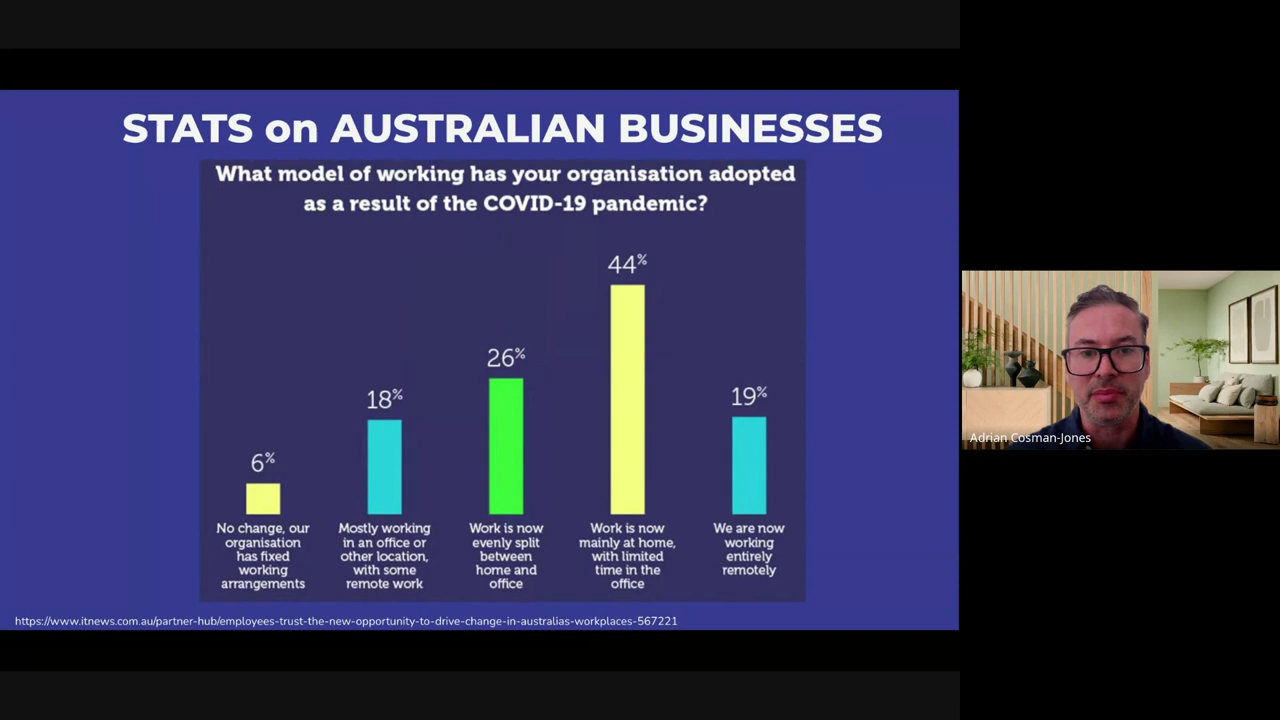 STATS on AUSTRALIAN BUSINESSES
What model of working has your organisation adopted
as a result of the COVID-19 pandemic?
6%
18%
26%
44%
19%
No change, our
organisation
has fixed
working
arrangements
Mostly working
in an office or
other location,
with some
remote work
Work is now
evenly split
between
home and
office
Work is now
mainly at home,
with limited
time in the
office
We are now
working
entirely
remotely
https://www.itnews.com.au/partner-hub/employees-trust-the-new-opportunity-to-drive-change-in-australias-workplaces-567221
Adrian Cosman-Jones